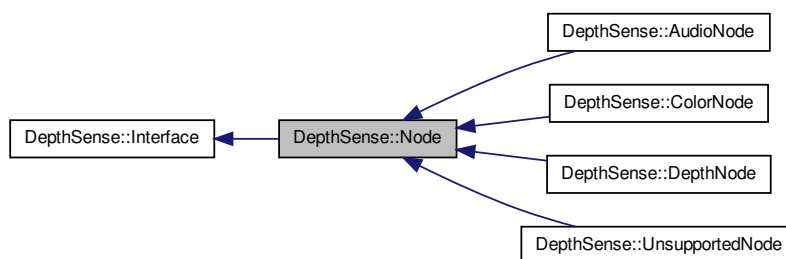 DepthSense::AudioNode
DepthSense::ColorNode
DepthSense::Interface
DepthSense::Node
DepthSense::DepthNode
DepthSense::UnsupportedNode